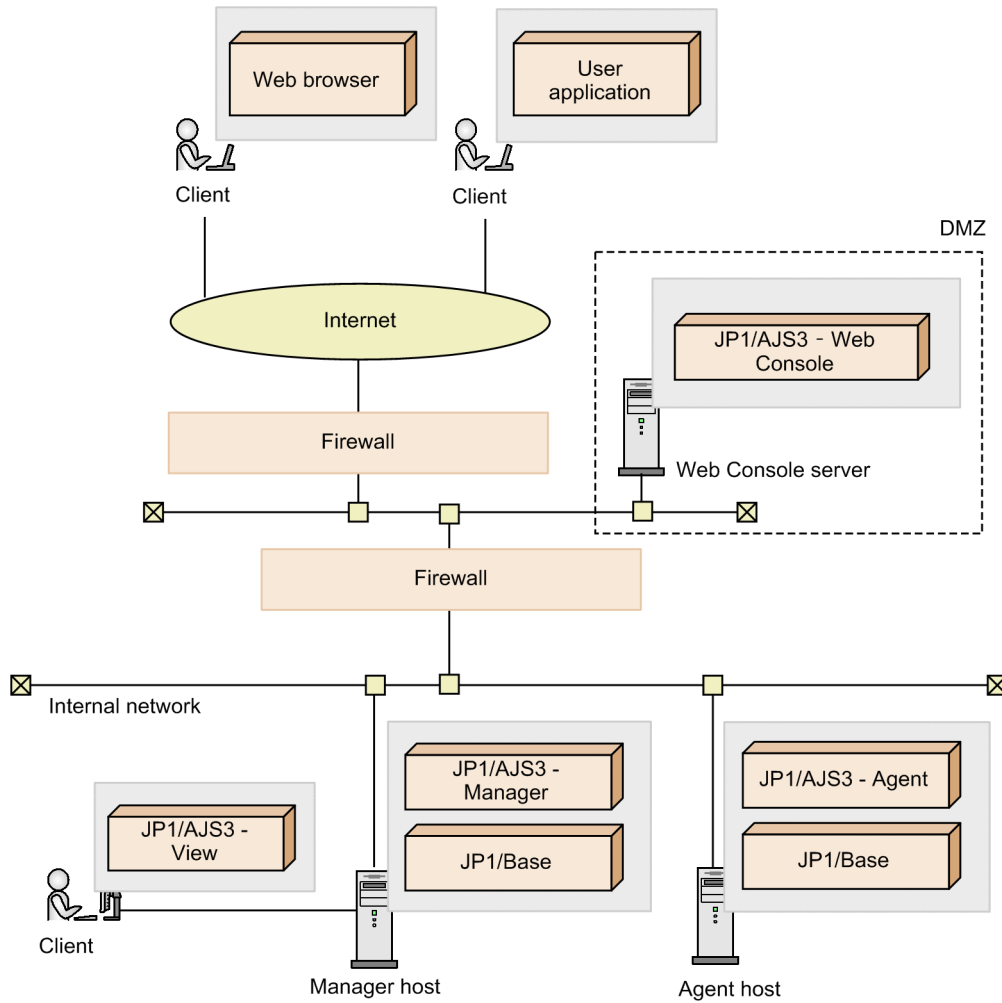 Web browser
User
application
Client
Client
DMZ
Internet
JP1/AJS3 - Web
Console
Firewall
Web Console server
Firewall
Internal network
JP1/AJS3 -
Manager
JP1/AJS3 - Agent
JP1/AJS3 -
View
JP1/Base
JP1/Base
Client
Manager host
Agent host